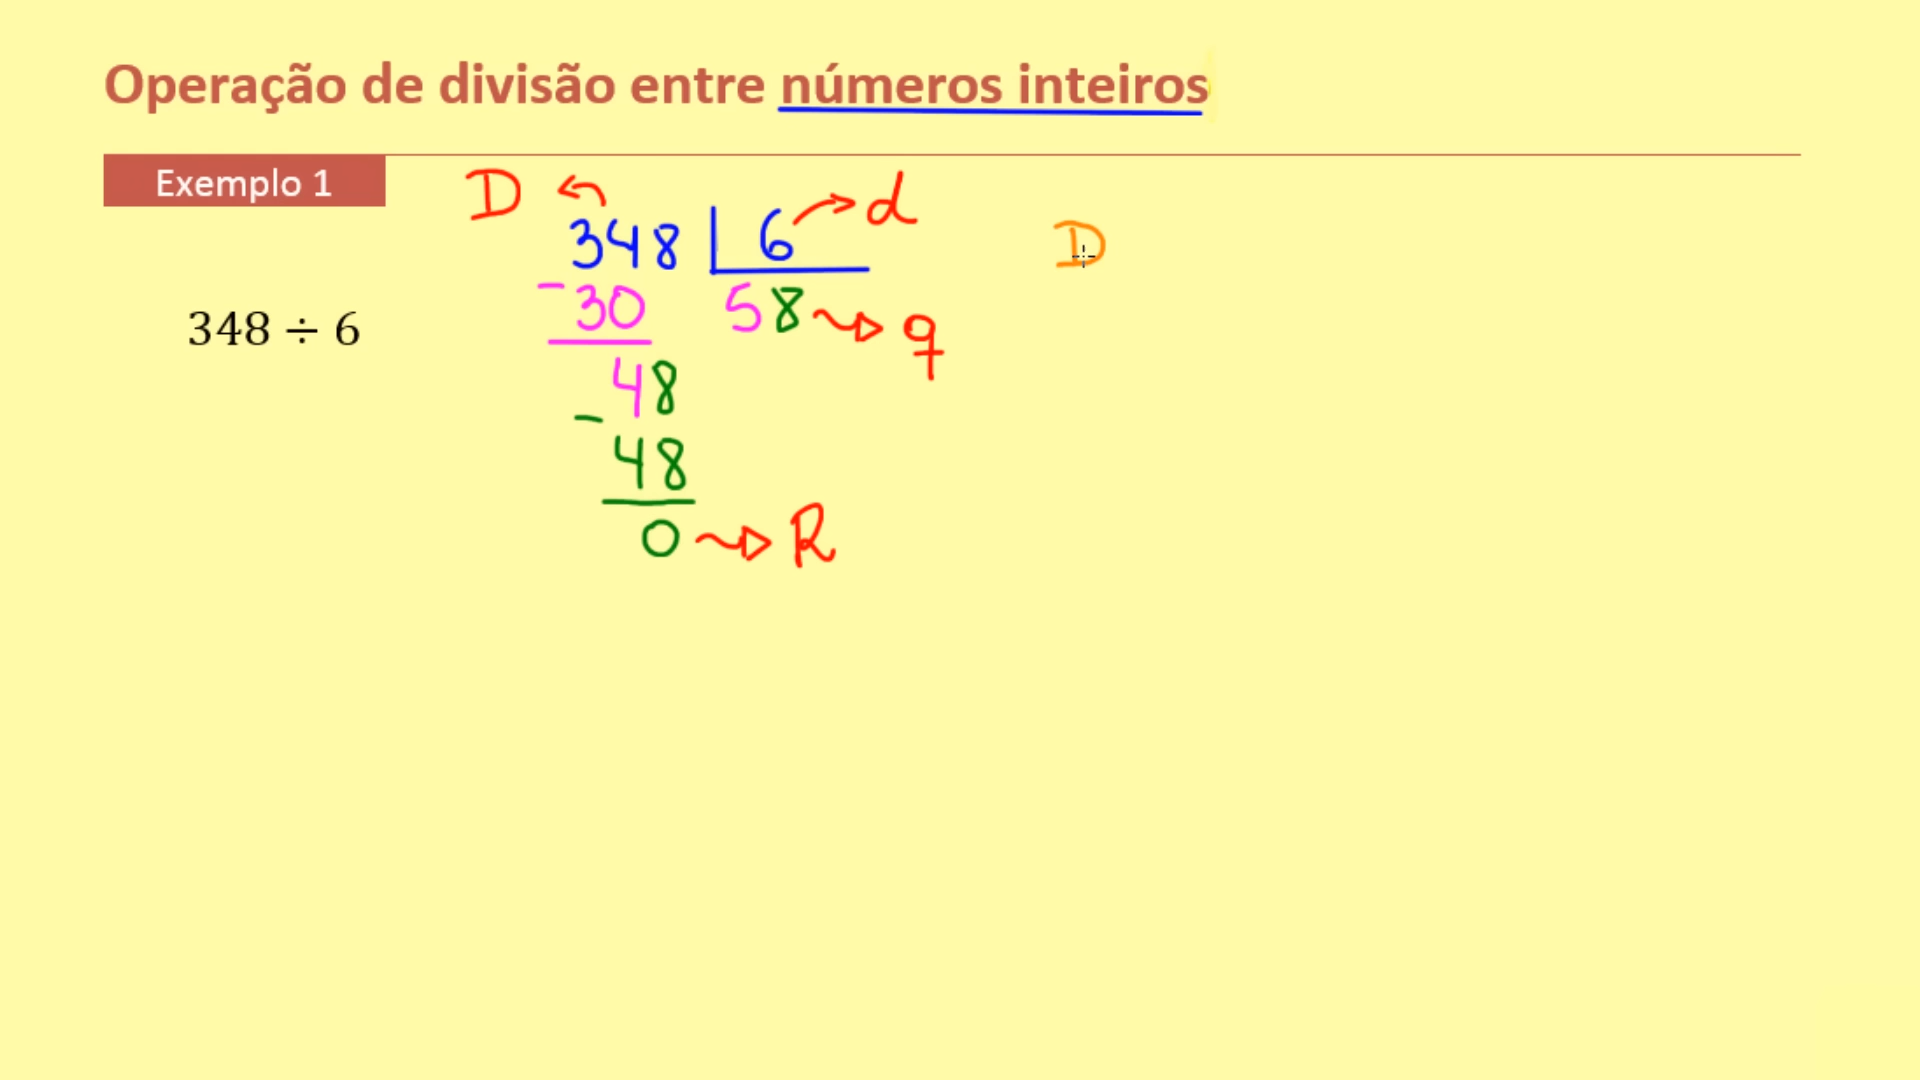 Operação de divisão entre números inteiros
Exemplo 1
D
d
348 6
D
-30 58 q
348 ÷ 6
48
-
48
0 R